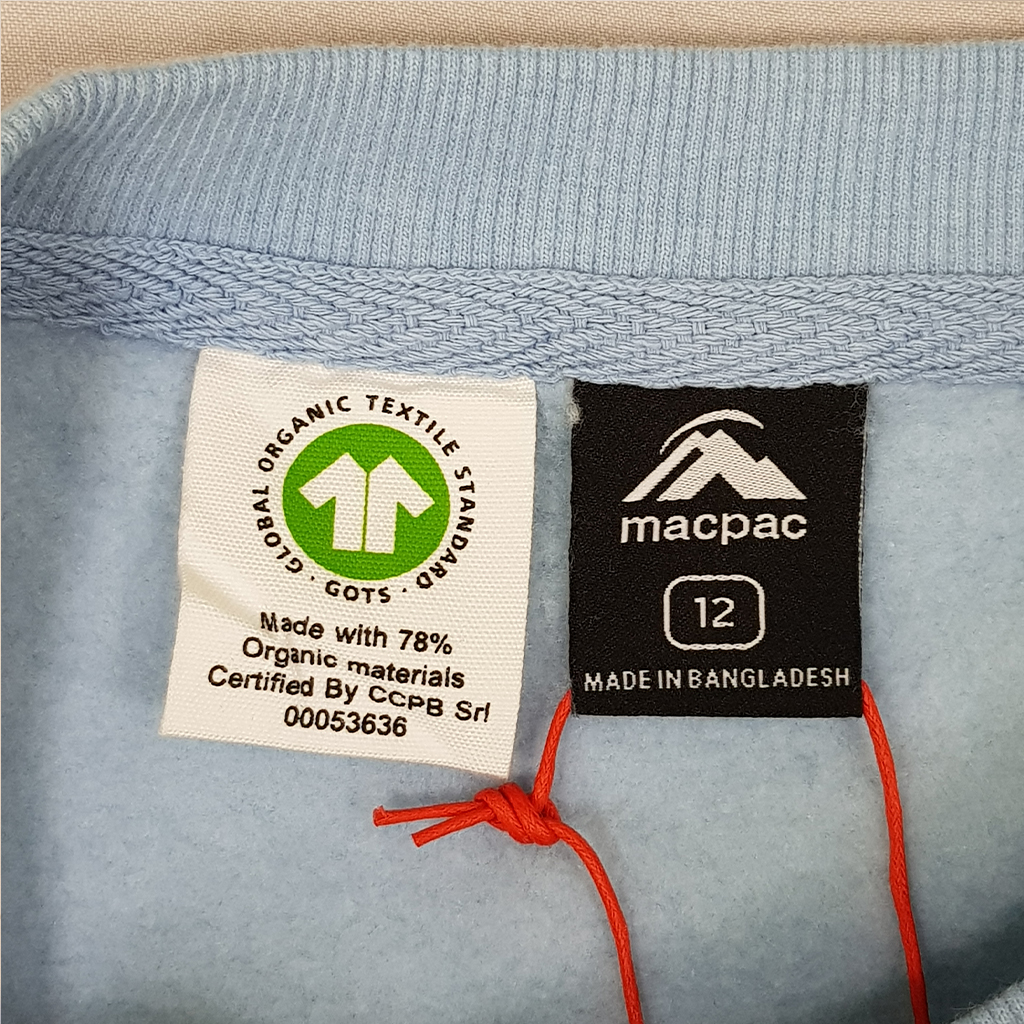 GLOBAL ORGANIC TEXTILE STANDARD · GOTS ·
Made with 78%
Organic materials
Certified By CCPB Srl
00053636
macpac
12
MADE IN BANGLADESH